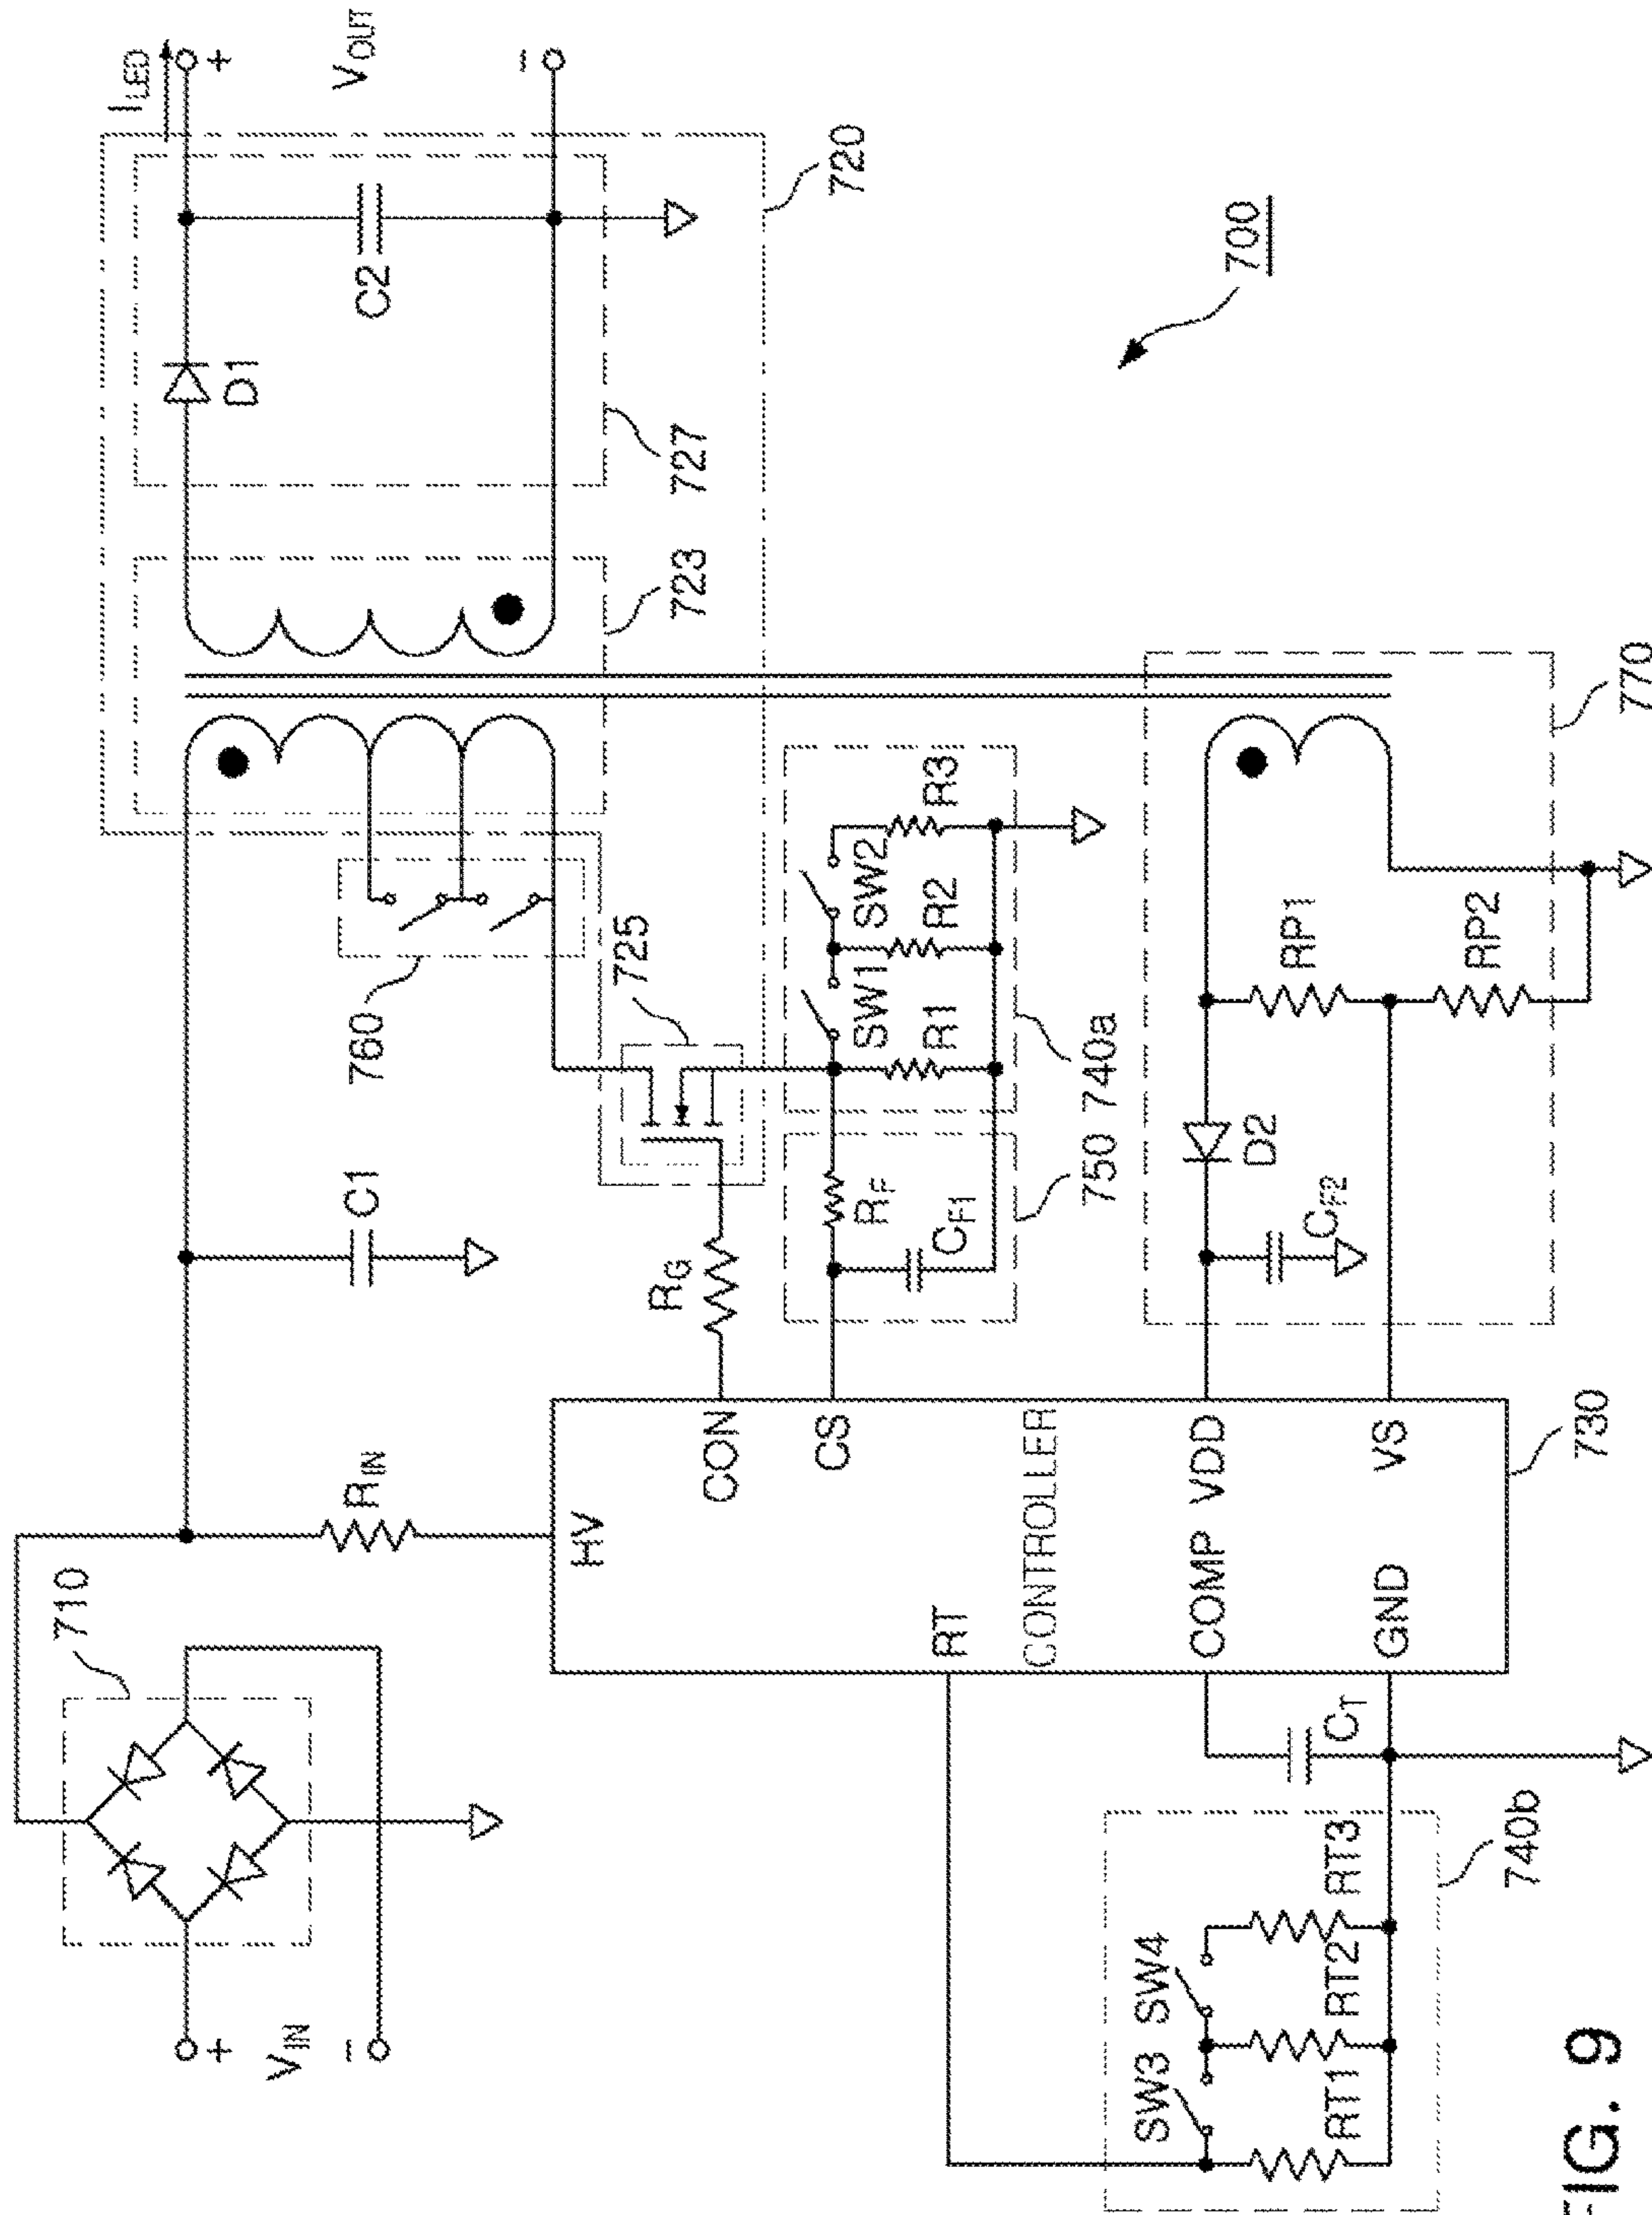 I_LED
+
V_OUT
−
720
C2
D1
727
723
700
760
725
C1
R_IN
710
+
V_IN
−
R_G
SW1
SW2
R1
R2
R3
740a
750
R_F
C_F1
770
RP1
RP2
D2
C_F2
HV
CON
CS
RT
CONTROLLER
COMP
VDD
GND
VS
730
C_T
SW3
SW4
RT1
RT2
RT3
740b
FIG. 9